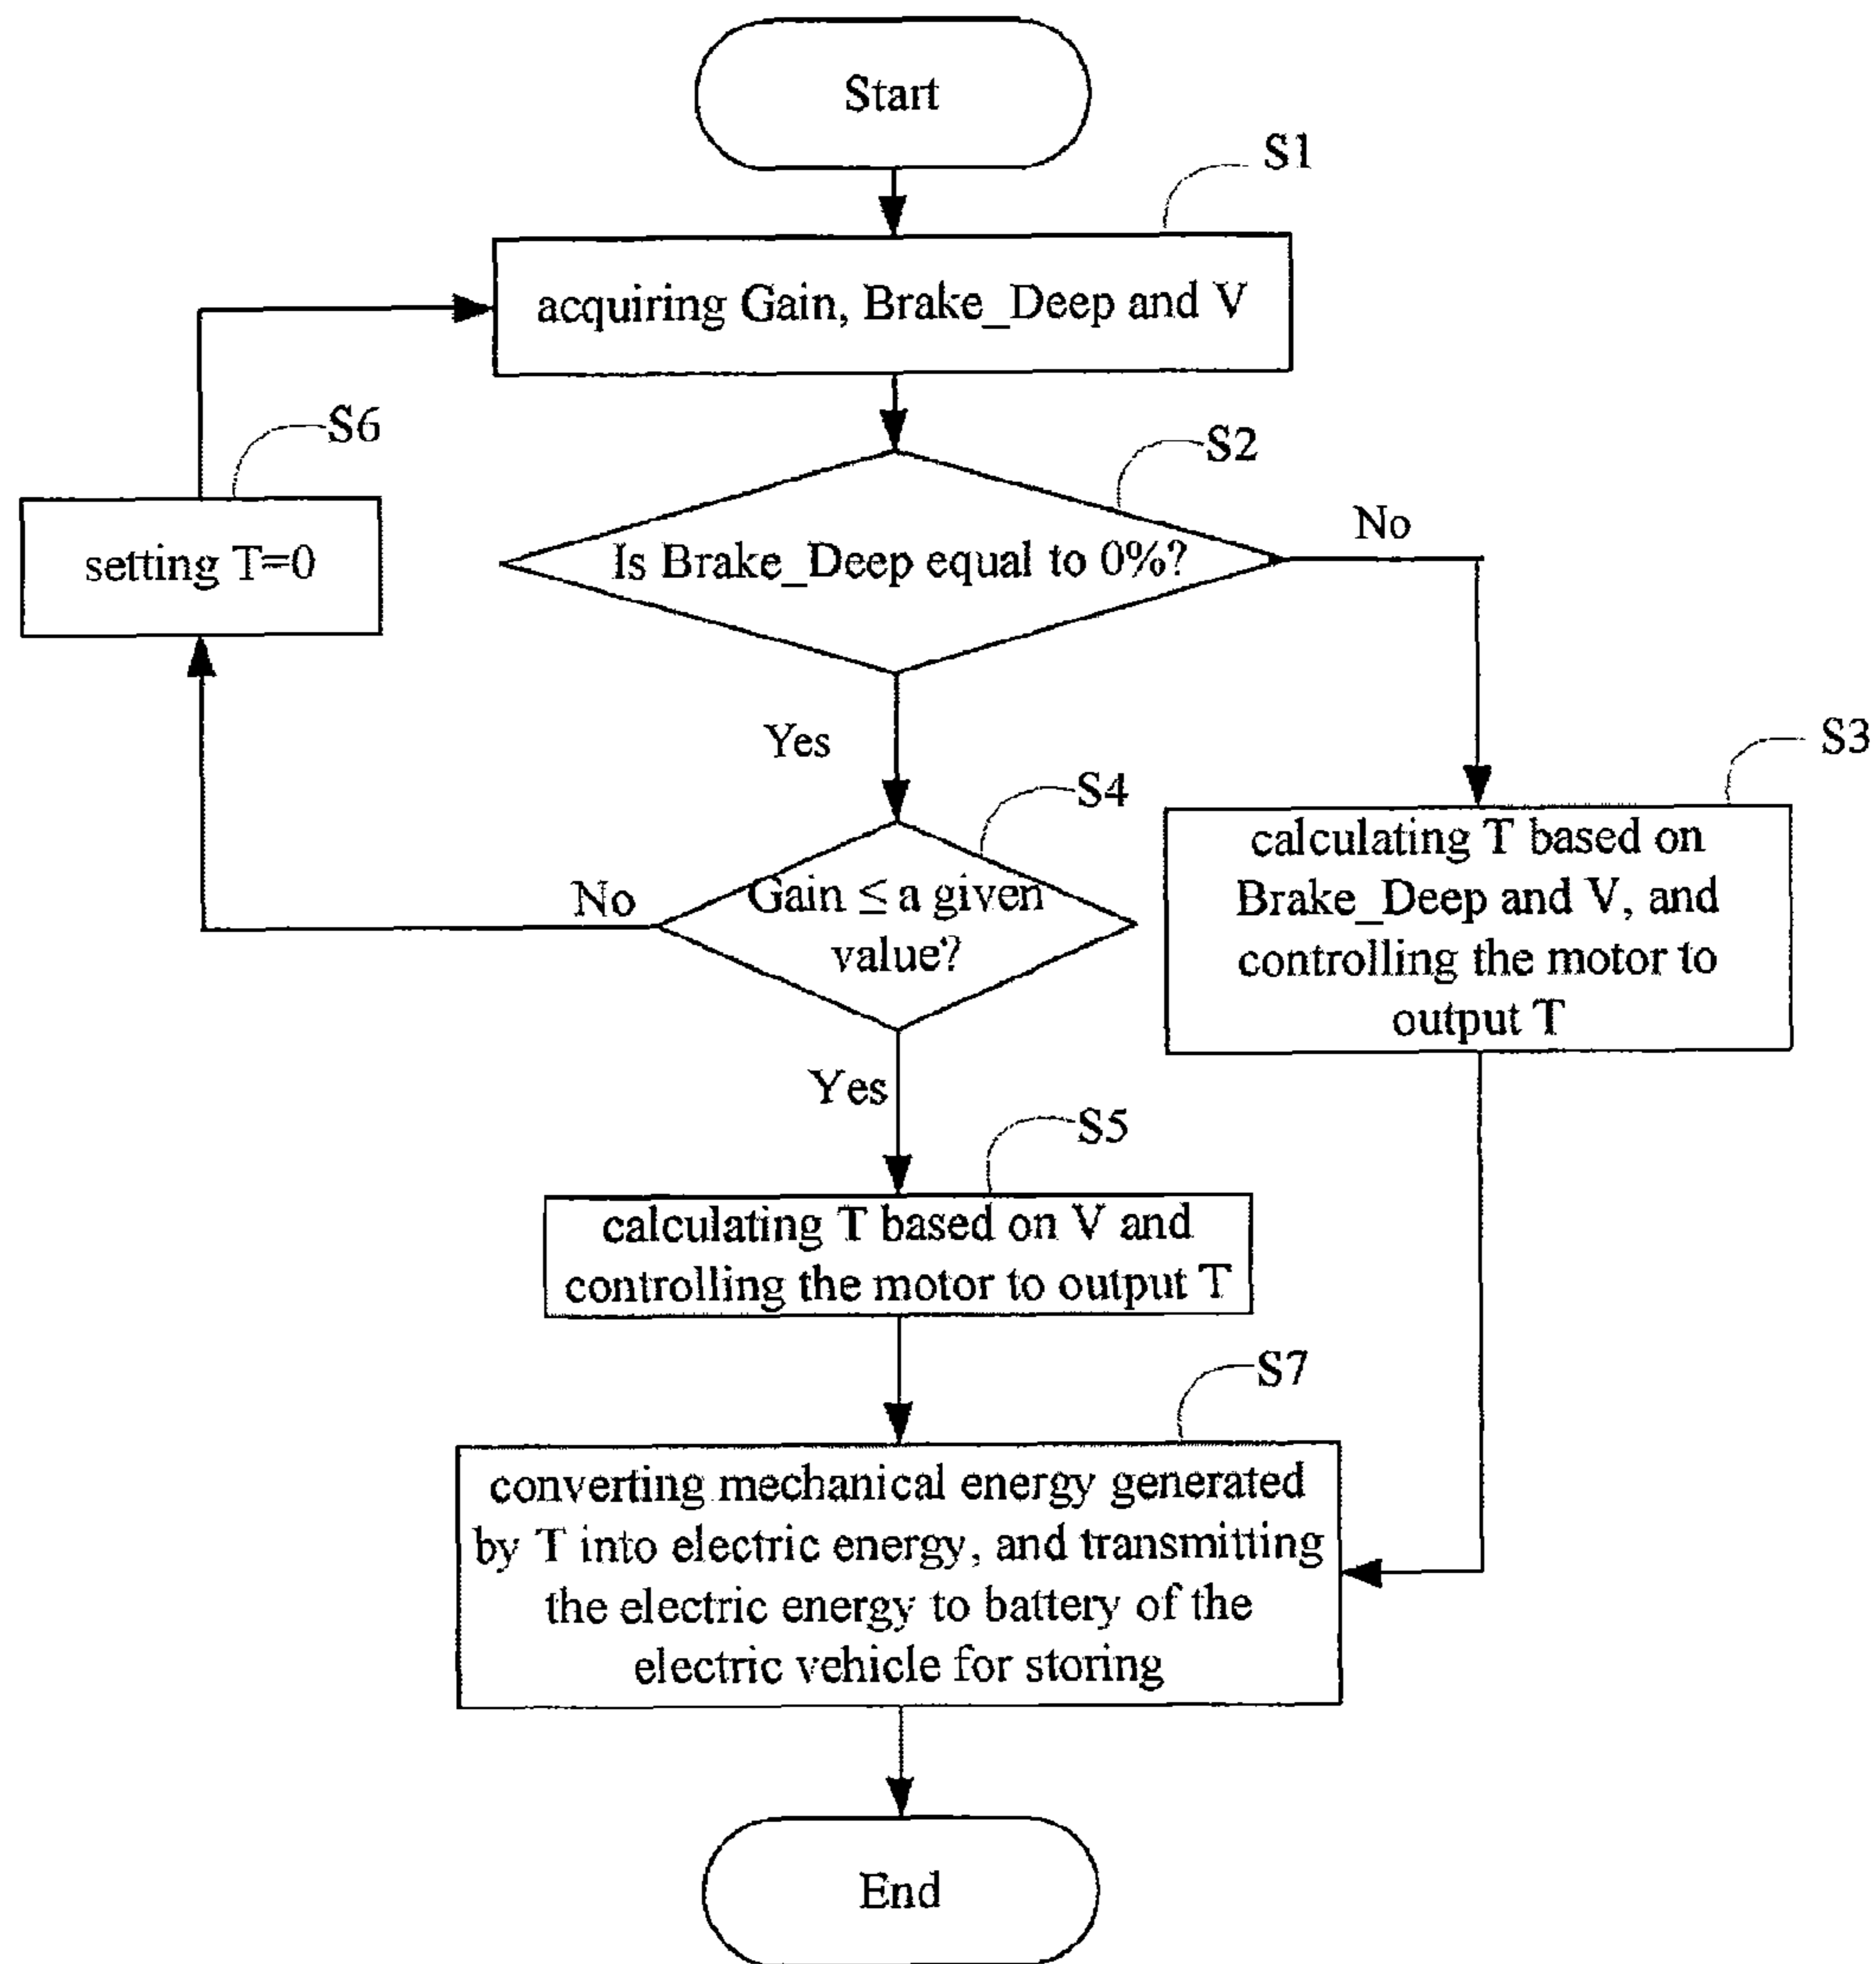 Start
S1
acquiring Gain, Brake_Deep and V
S6
S2
setting T=0
Is Brake_Deep equal to 0%?
No
Yes
S3
S4
calculating T based on
Brake_Deep and V, and
controlling the motor to
output T
No
Gain ≤ a given
value?
Yes
S5
calculating T based on V and
controlling the motor to output T
S7
converting mechanical energy generated
by T into electric energy, and transmitting
the electric energy to battery of the
electric vehicle for storing
End